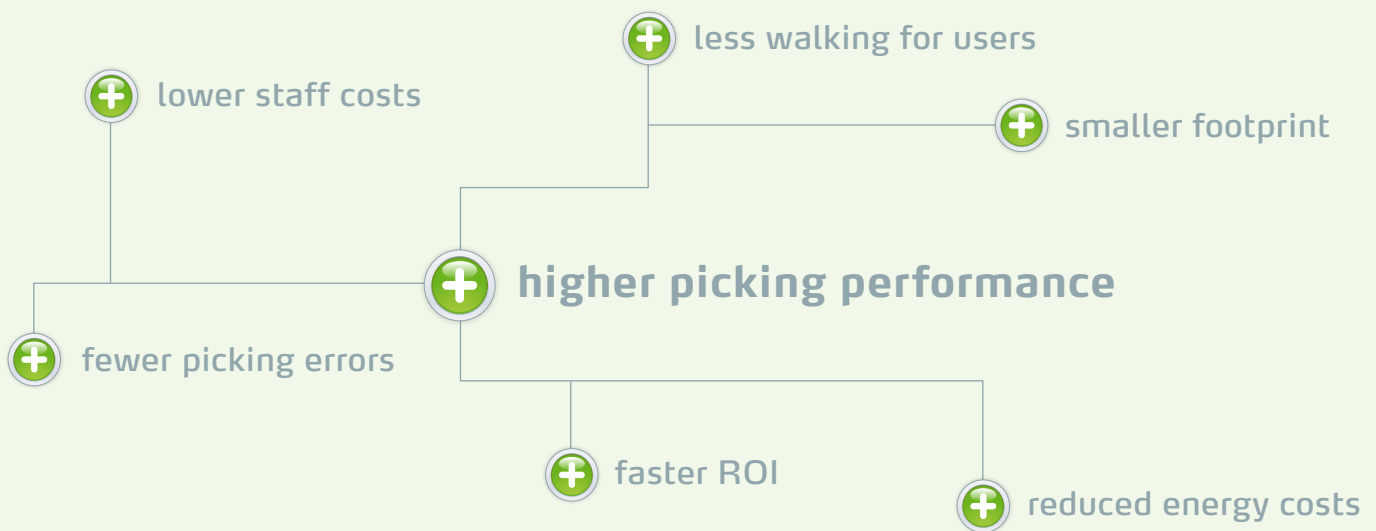 less walking for users
lower staff costs
smaller footprint
higher picking performance
fewer picking errors
faster ROI
reduced energy costs